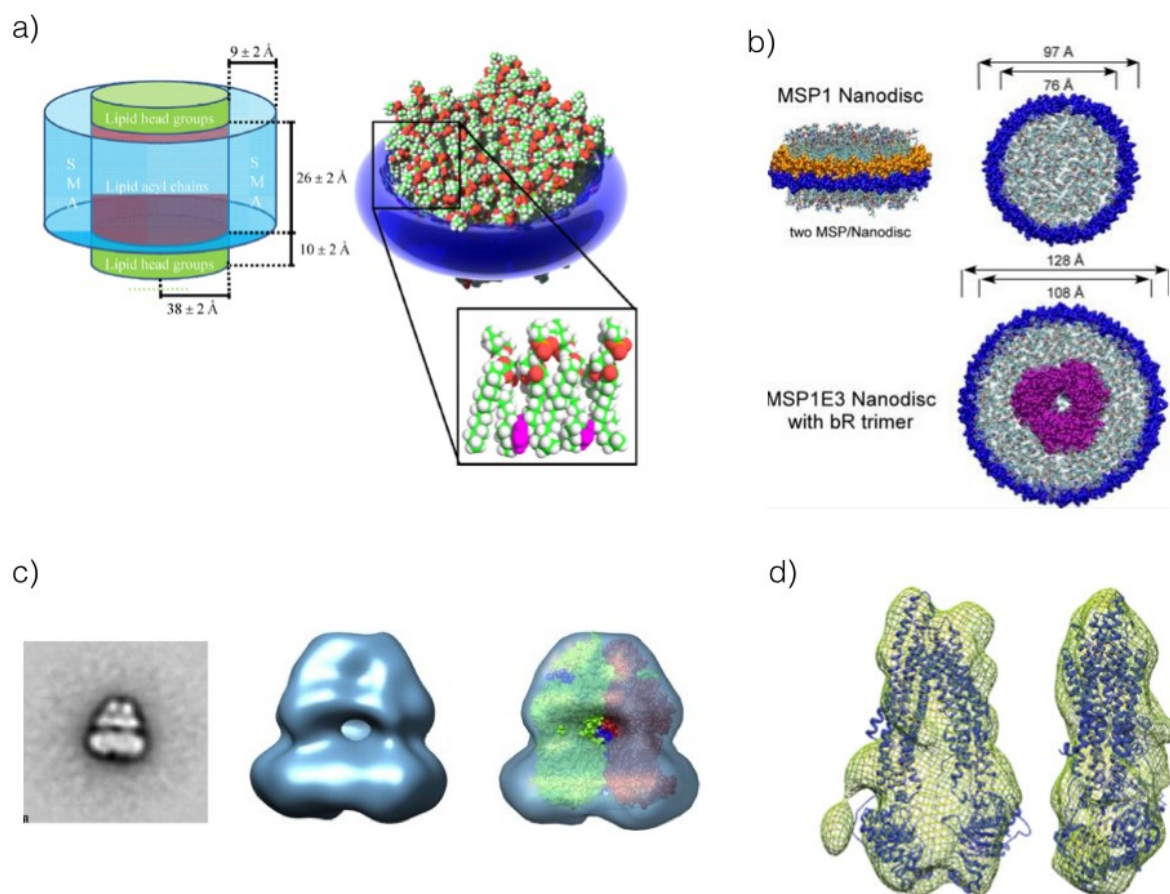 a)
9 ± 2 Å
Lipid head groups
S
M
A
S
M
A
Lipid acyl chains
26 ± 2 Å
Lipid head groups
10 ± 2 Å
38 ± 2 Å
b)
97 Å
76 Å
MSP1 Nanodisc
two MSP/Nanodisc
128 Å
108 Å
MSP1E3 Nanodisc
with bR trimer
c)
d)